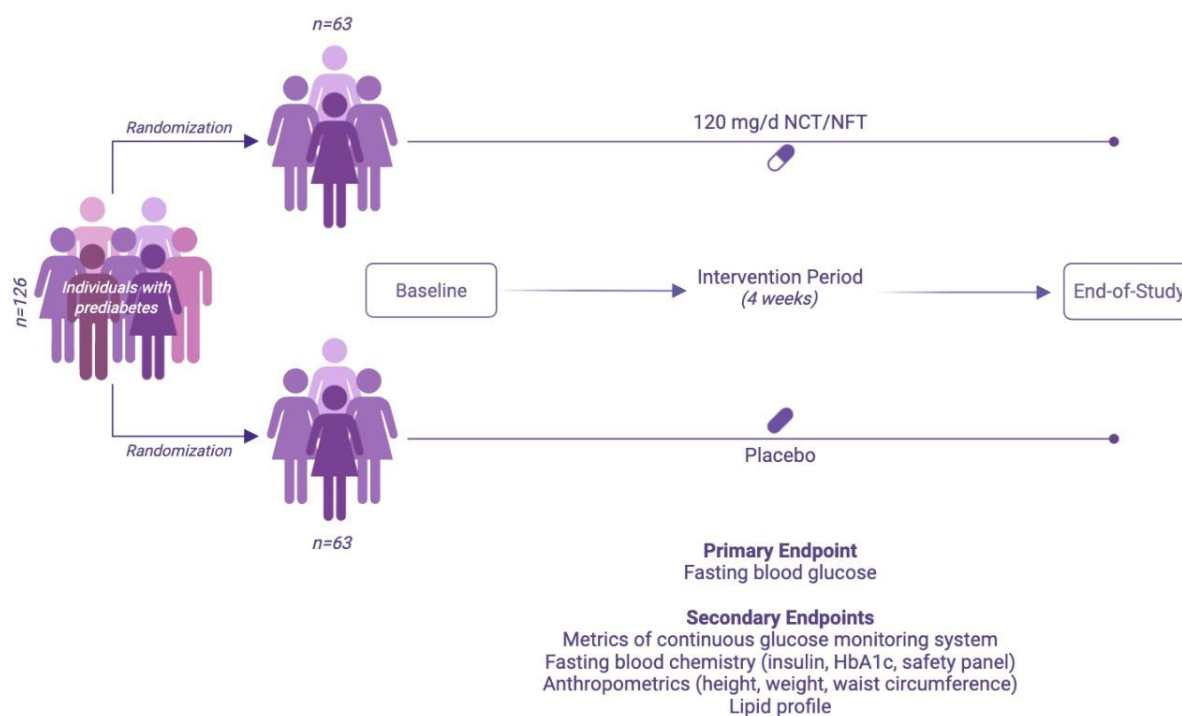 n=63
Randomization
120 mg/d NCT/NFT
n=126
Individuals with
prediabetes
Baseline
Intervention Period
(4 weeks)
End-of-Study
Randomization
Placebo
n=63
Primary Endpoint
Fasting blood glucose
Secondary Endpoints
Metrics of continuous glucose monitoring system
Fasting blood chemistry (insulin, HbA1c, safety panel)
Anthropometrics (height, weight, waist circumference)
Lipid profile